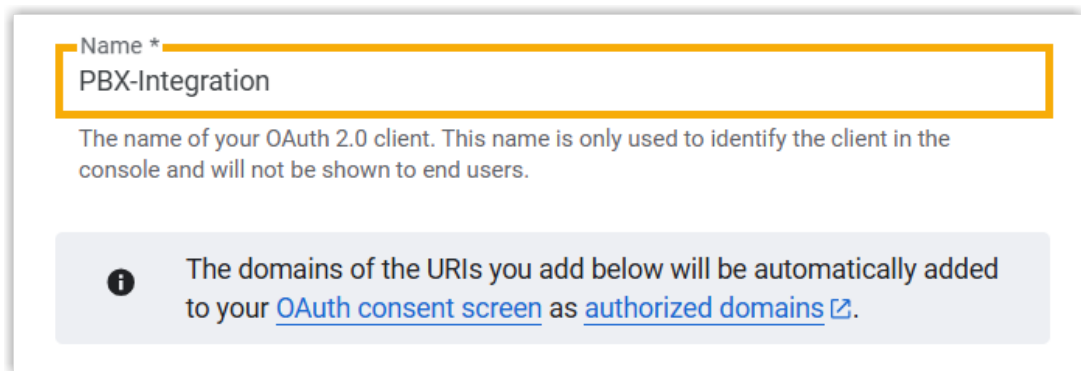 Name *
PBX-Integration
The name of your OAuth 2.0 client. This name is only used to identify the client in the
console and will not be shown to end users.
The domains of the URIs you add below will be automatically added
to your OAuth consent screen as authorized domains.